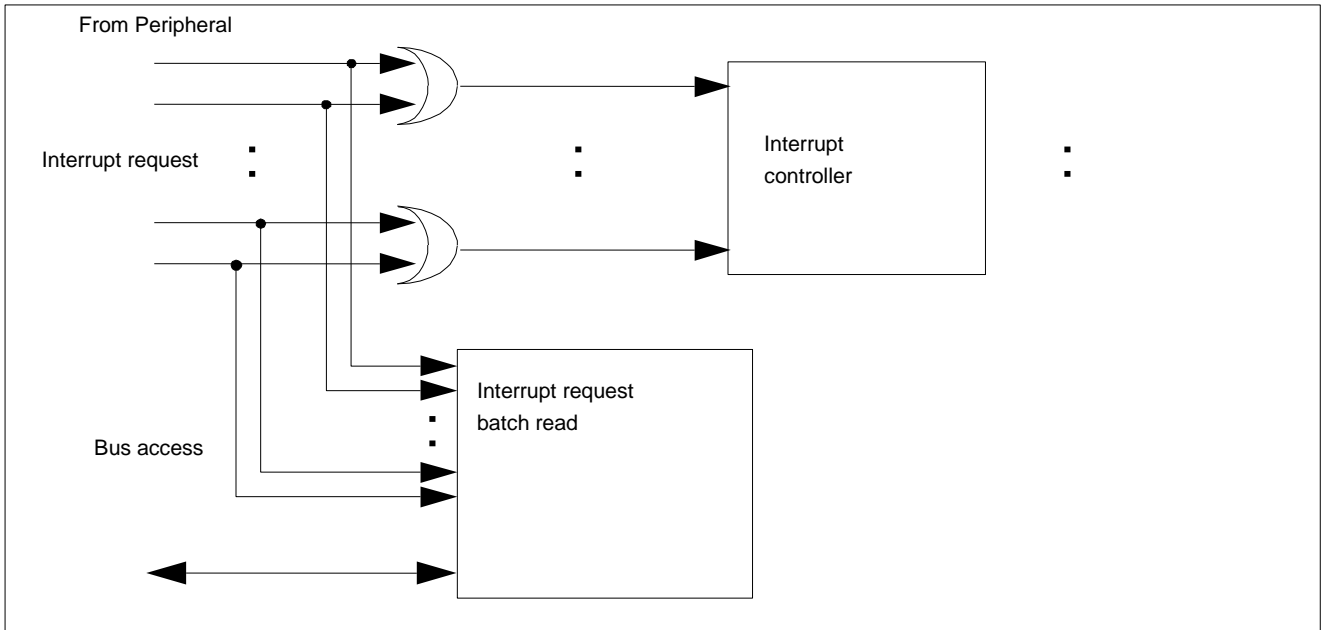 From Peripheral
Interrupt request
Interrupt
controller
Interrupt request
batch read
Bus access